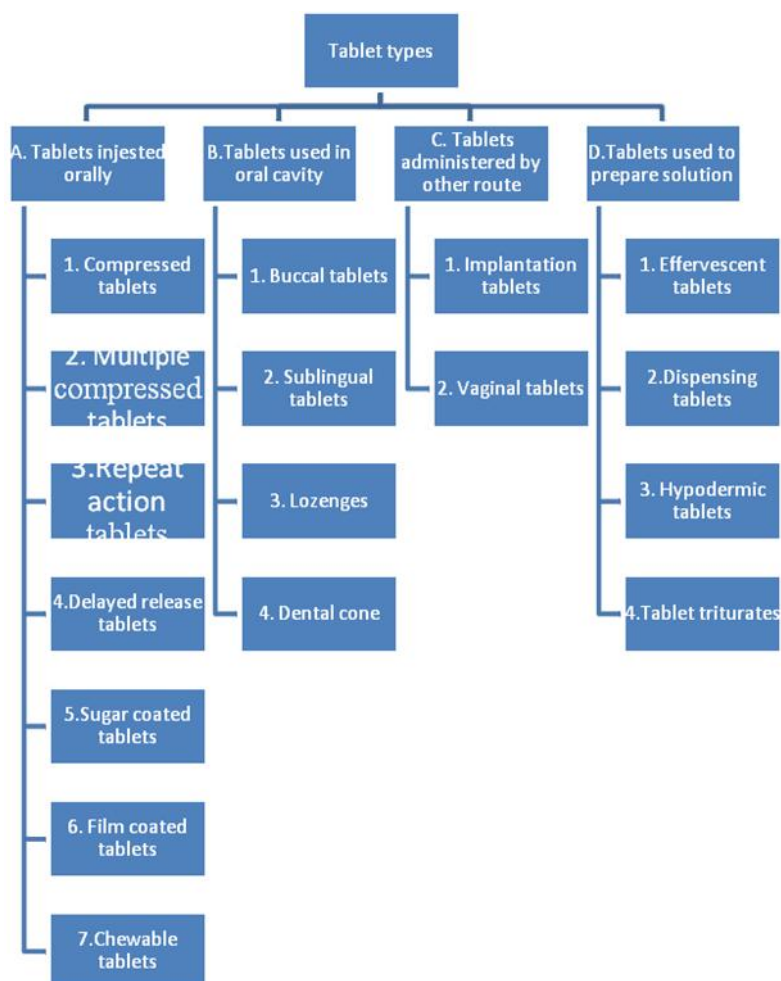 Tablet types
A. Tablets injested
orally
B.Tablets used in
oral cavity
C. Tablets
administered by
other route
D.Tablets used to
prepare solution
1. Compressed
tablets
2. Multiple
compressed
tablets
3.Repeat
action
tablets
4.Delayed release
tablets
5.Sugar coated
tablets
6. Film coated
tablets
7.Chewable
tablets
1. Buccal tablets
2. Sublingual
tablets
3. Lozenges
4. Dental cone
1. Implantation
tablets
2. Vaginal tablets
1. Effervescent
tablets
2.Dispensing
tablets
3. Hypodermic
tablets
4.Tablet triturates